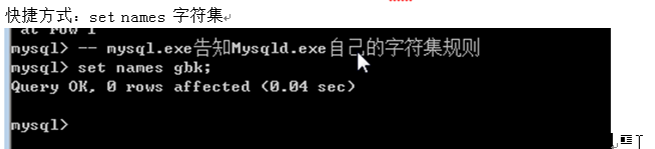 快捷方式：set names 字符集
at row 1
mysql> -- mysql.exe告知Mysqld.exe自己的字符集规则
mysql> set names gbk;
Query OK, 0 rows affected (0.04 sec)
mysql>